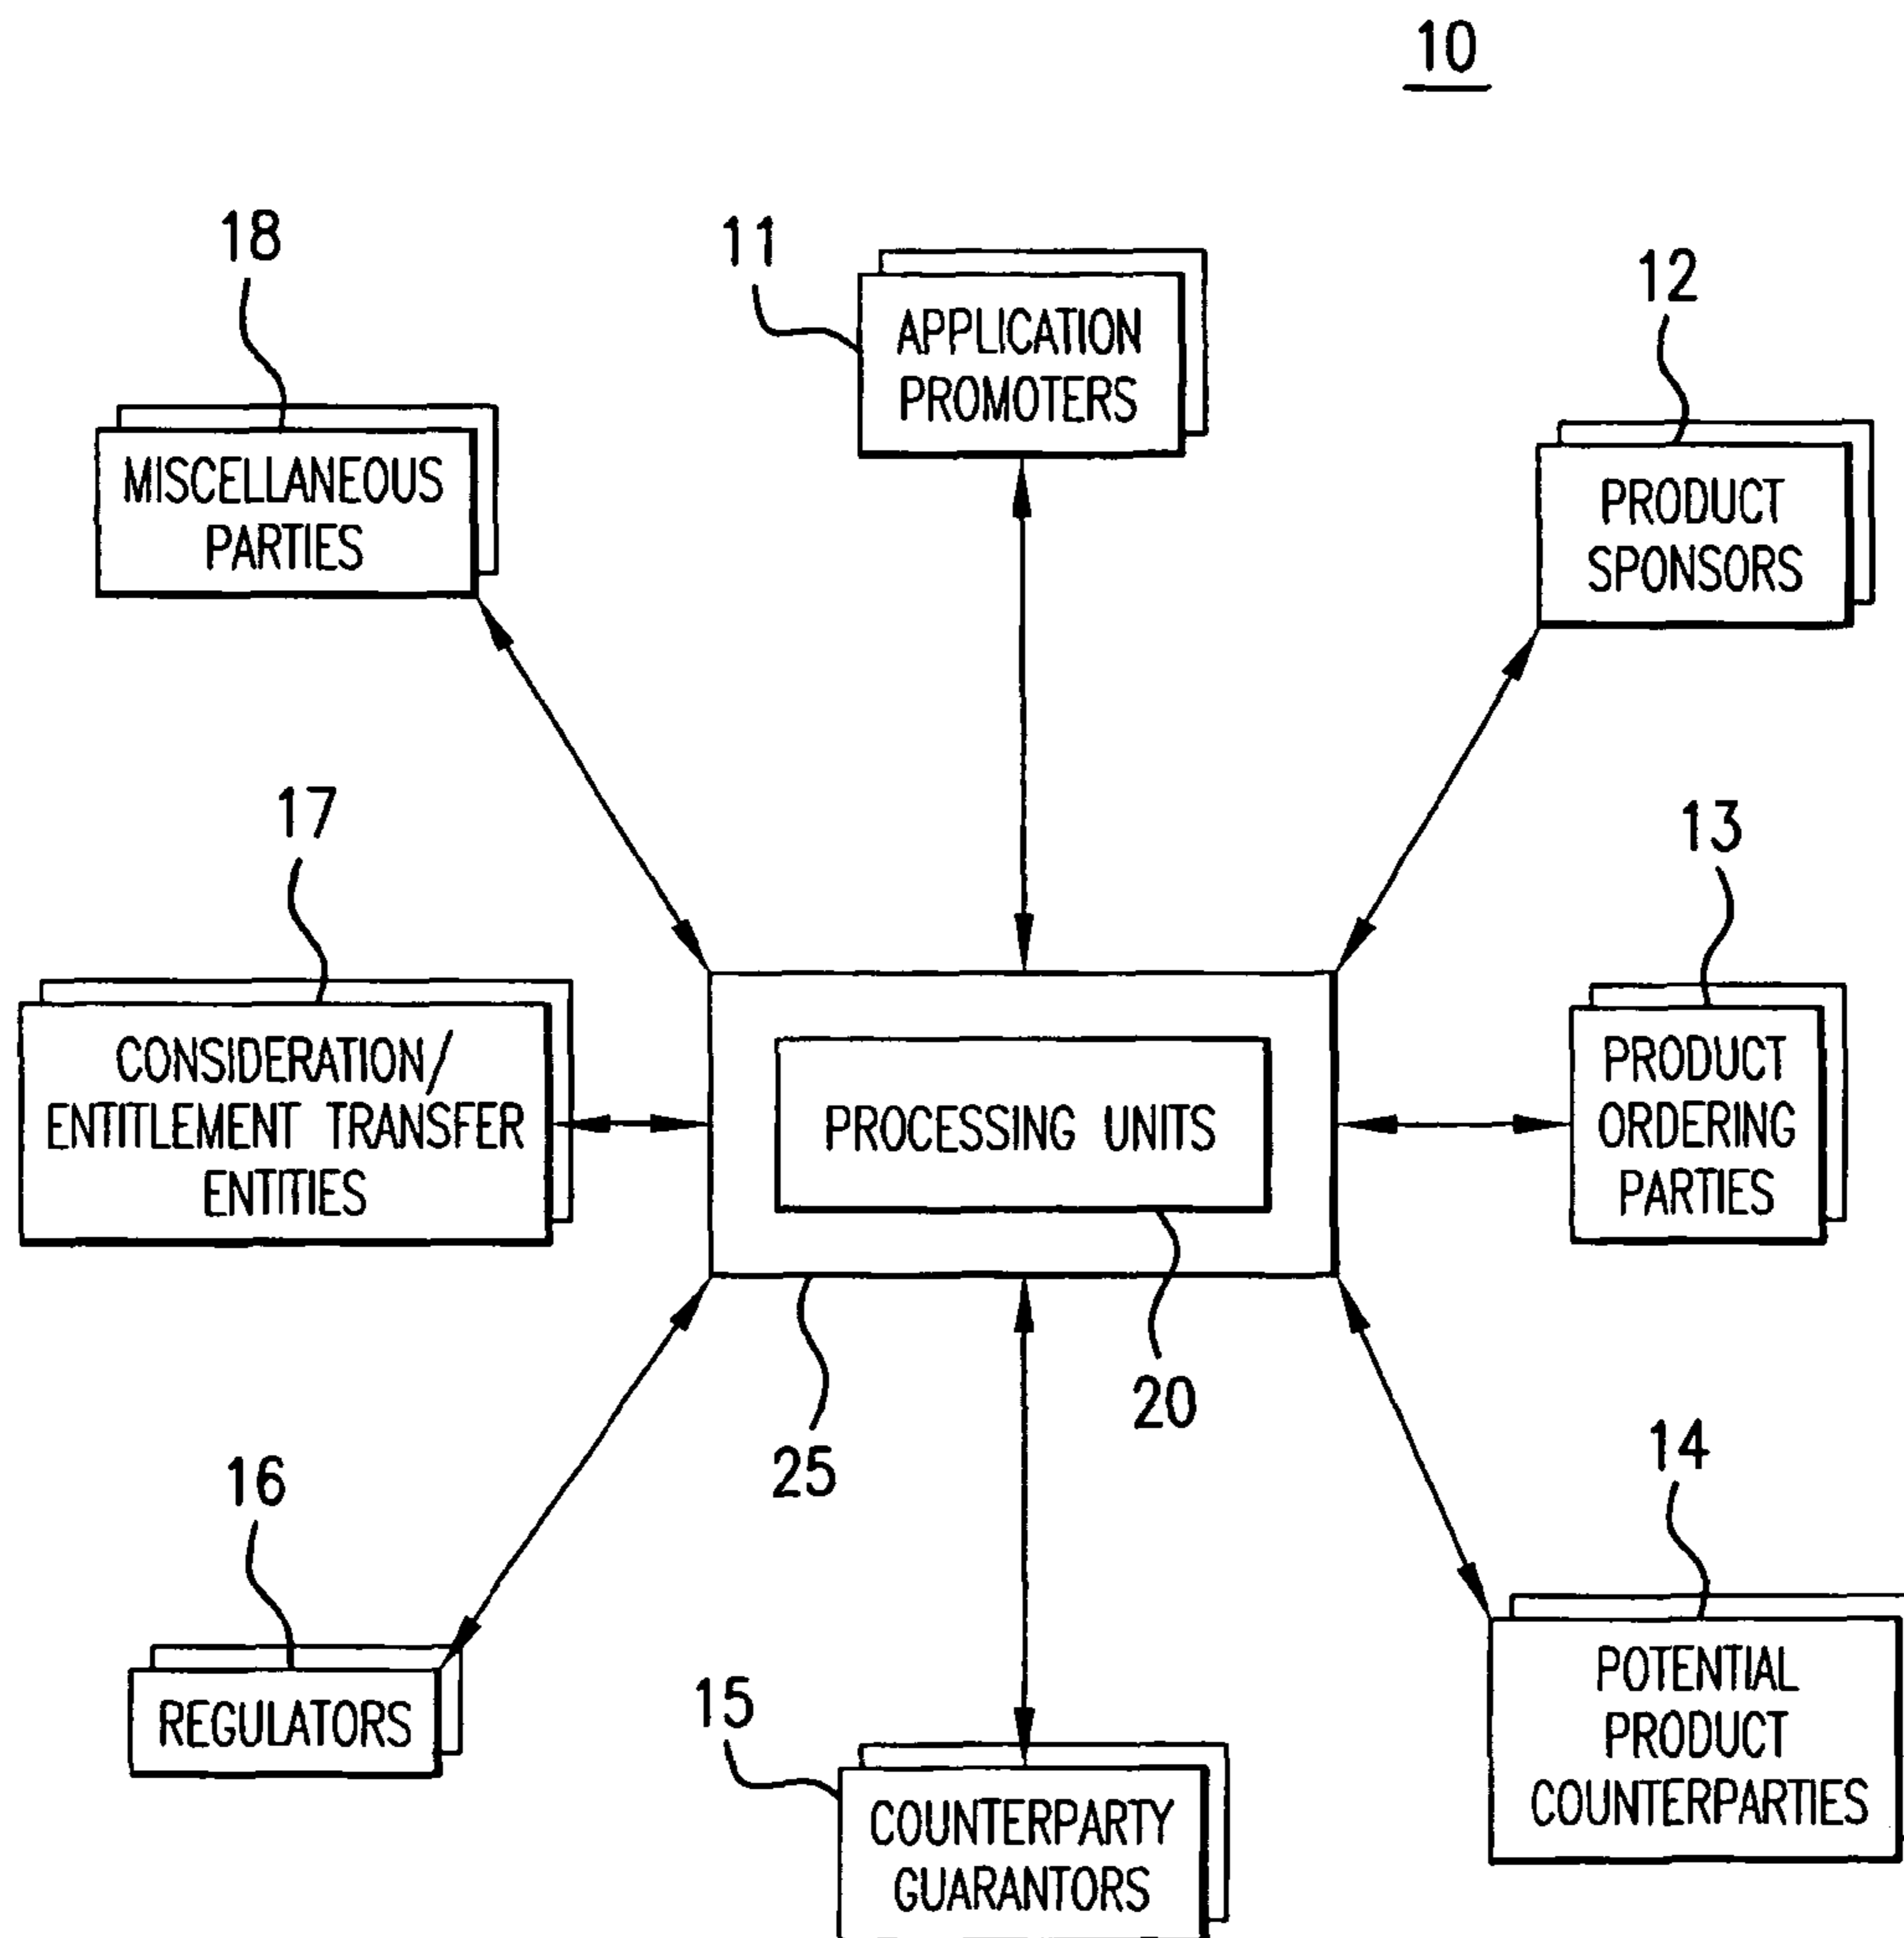 10
18
11
12
APPLICATION
PROMOTERS
MISCELLANEOUS
PARTIES
PRODUCT
SPONSORS
17
13
CONSIDERATION/
ENTITLEMENT TRANSFER
ENTITIES
PROCESSING UNITS
PRODUCT
ORDERING
PARTIES
20
25
16
14
REGULATORS
15
POTENTIAL
PRODUCT
COUNTERPARTIES
COUNTERPARTY
GUARANTORS